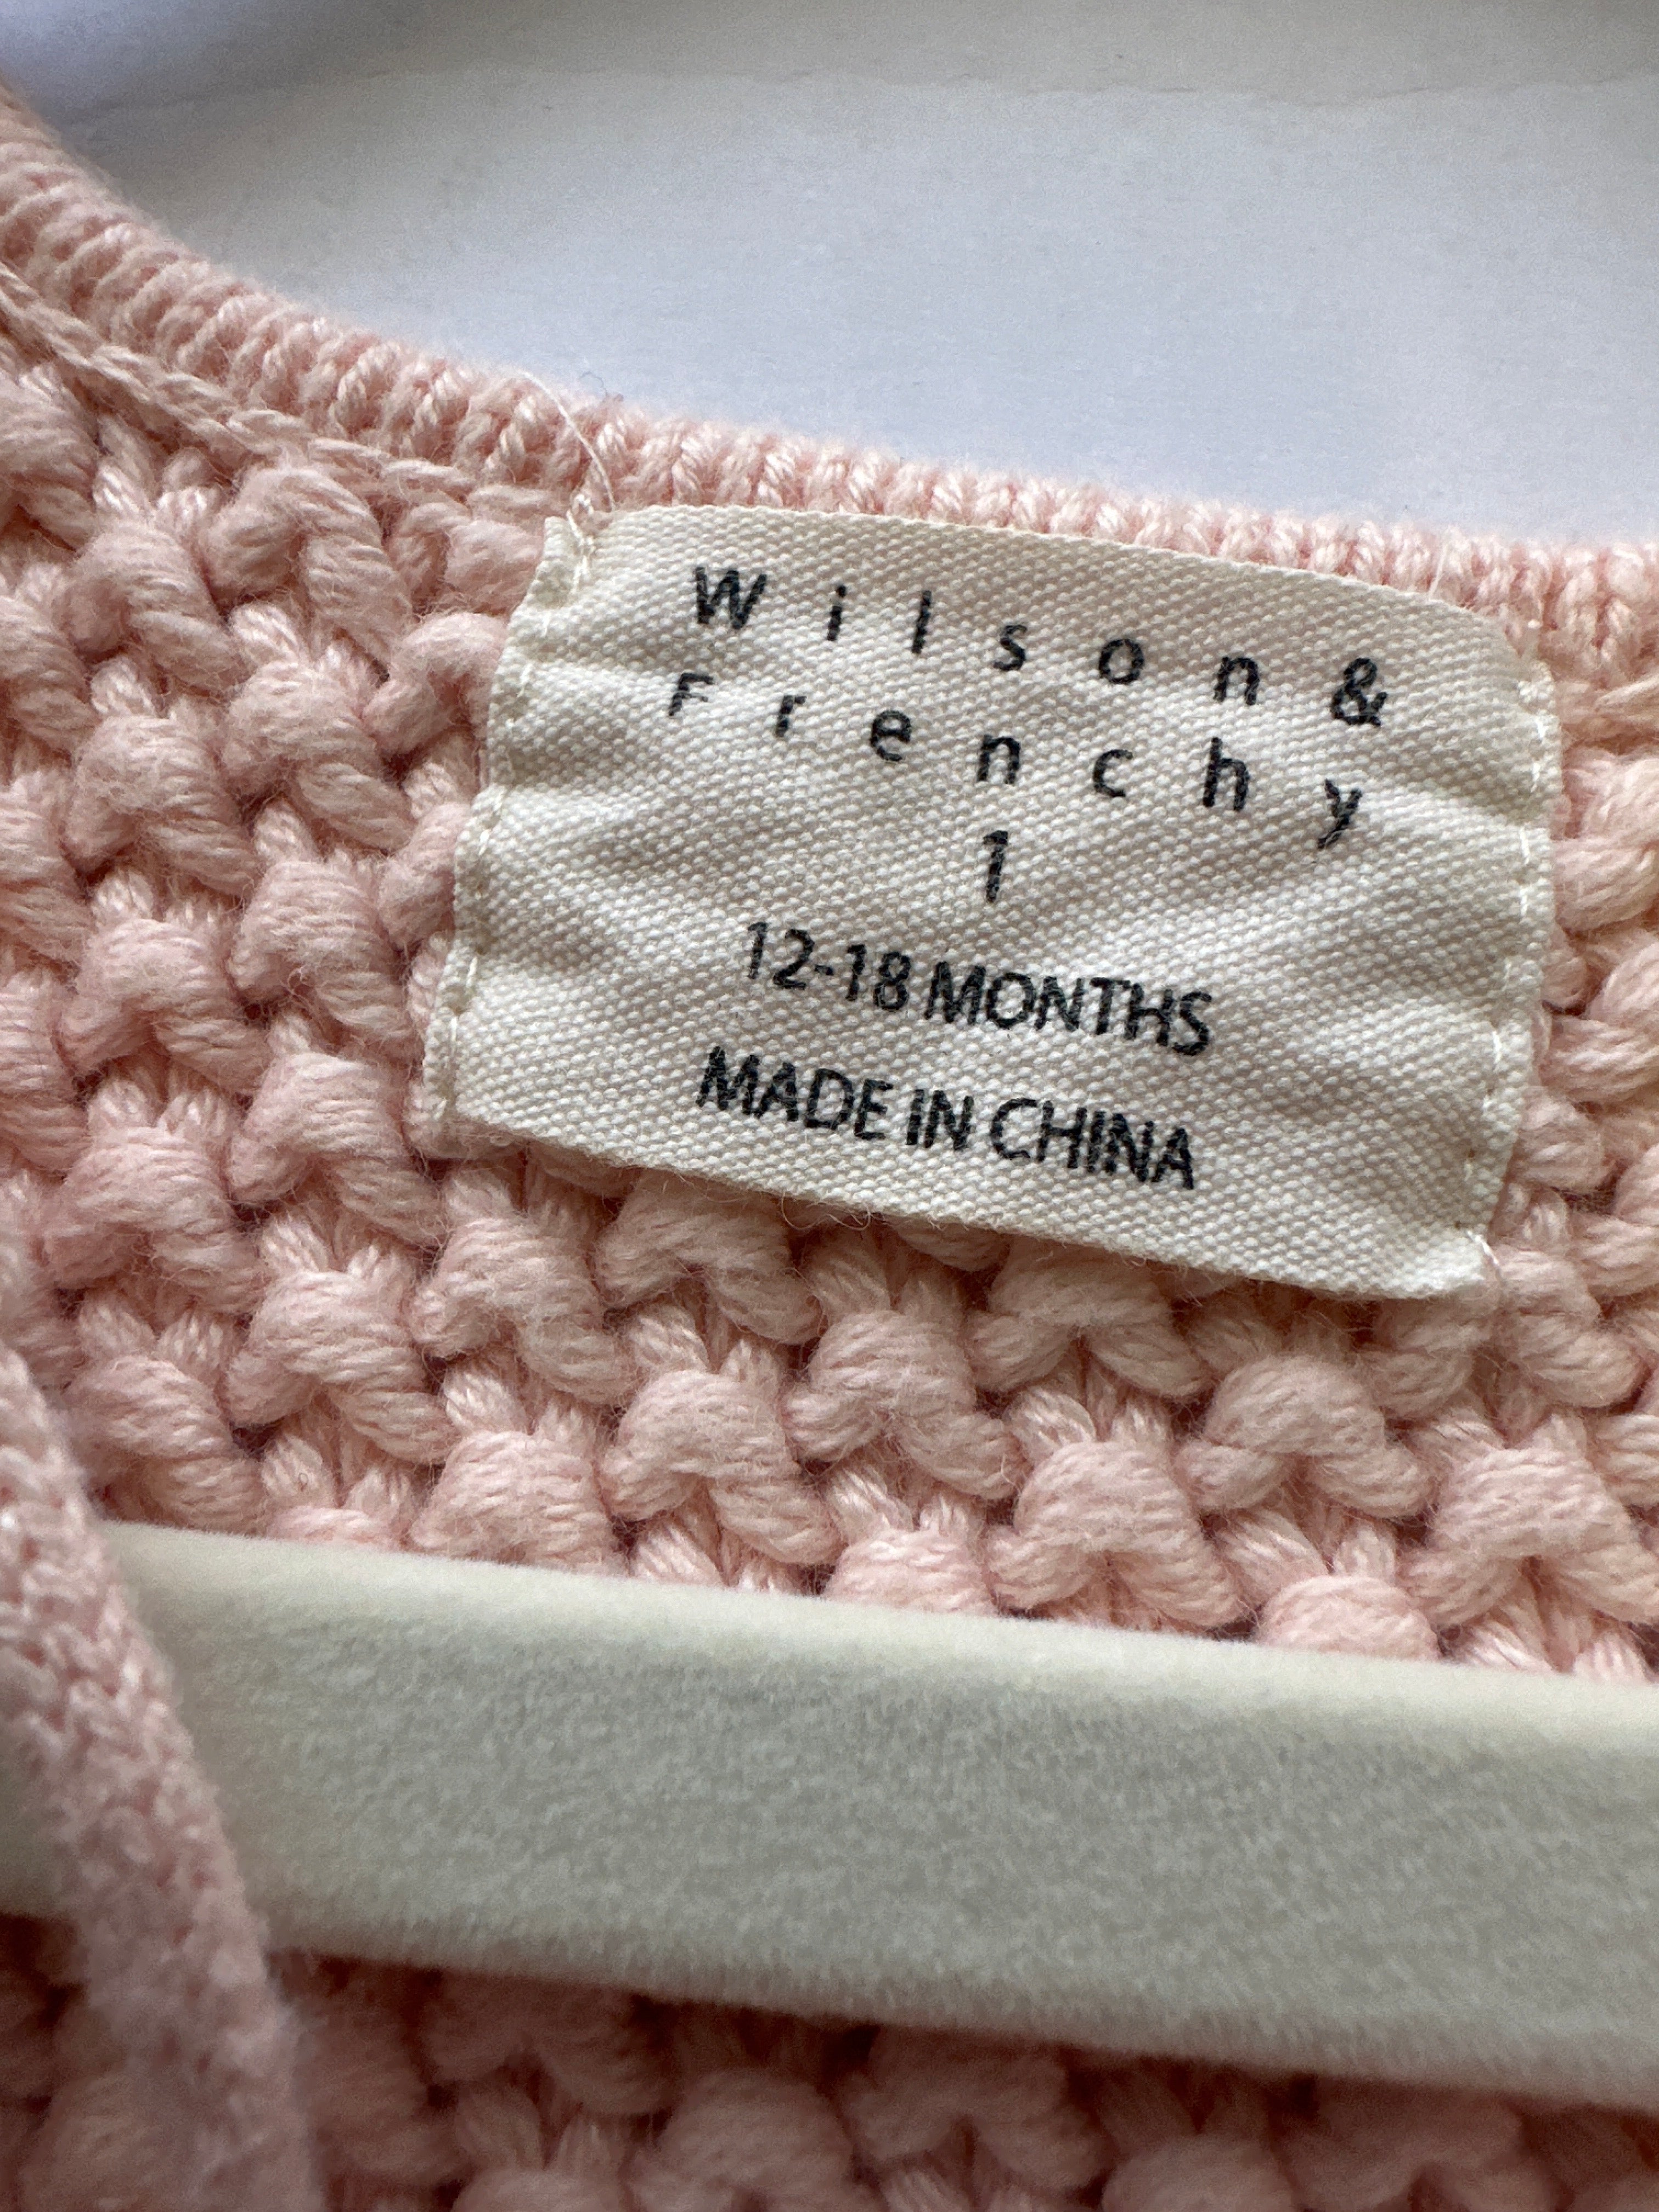 Wilson &
Frenchy
1
12-18 MONTHS
MADE IN CHINA